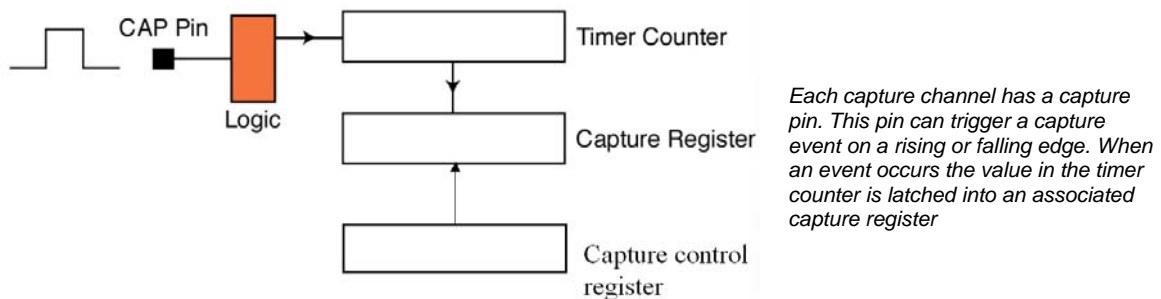 CAP Pin
Logic
Timer Counter
Capture Register
Capture control
register
Each capture channel has a capture
pin. This pin can trigger a capture
event on a rising or falling edge. When
an event occurs the value in the timer
counter is latched into an associated
capture register